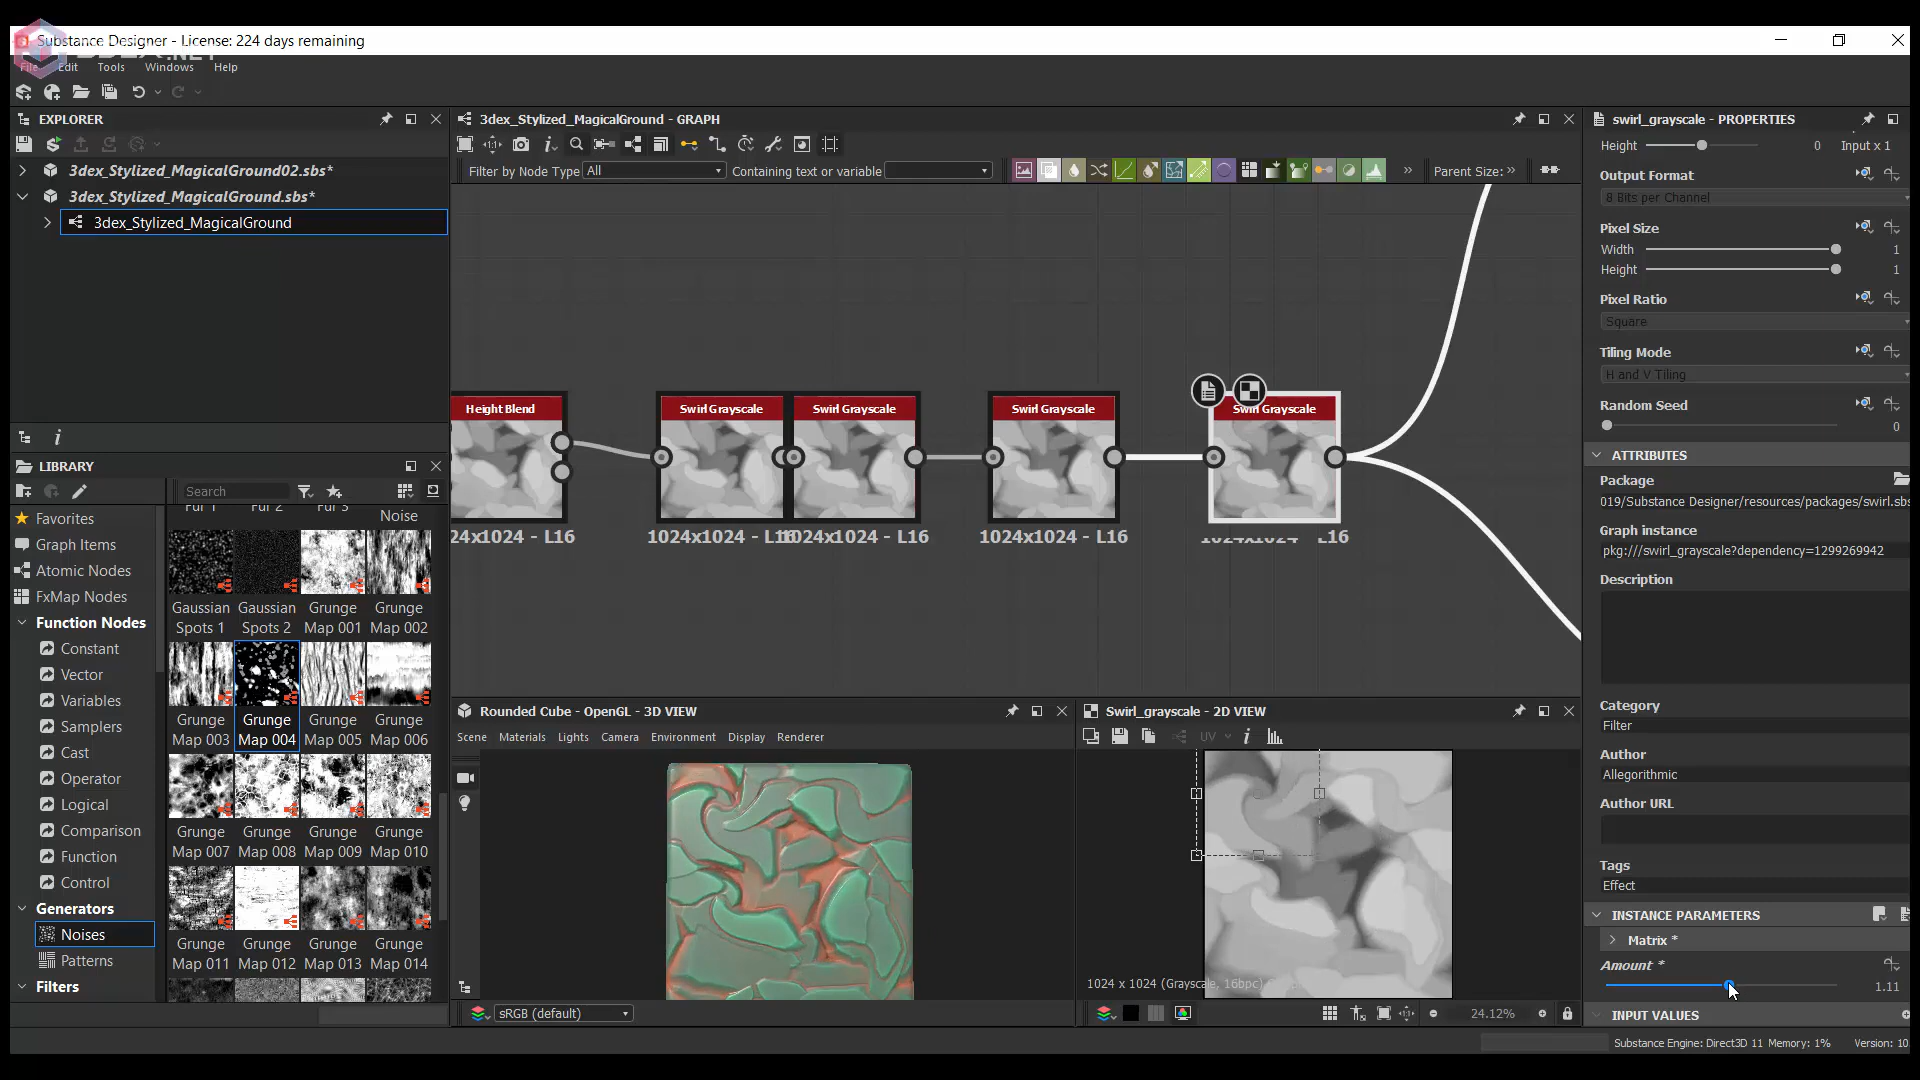 Substance Designer - License: 224 days remaining
File Edit Tools Windows Help
EXPLORER
3dex_Stylized_MagicalGround02.sbs*
3dex_Stylized_MagicalGround.sbs*
3dex_Stylized_MagicalGround
LIBRARY
Search
Favorites
Graph Items
Atomic Nodes
FxMap Nodes
Function Nodes
Constant
Vector
Variables
Samplers
Cast
Operator
Logical
Comparison
Function
Control
Generators
Noises
Patterns
Filters
Fur 1 Fur 2 Fur 3 Noise
Gaussian Spots 1
Gaussian Spots 2
Grunge Map 001
Grunge Map 002
Grunge Map 003
Grunge Map 004
Grunge Map 005
Grunge Map 006
Grunge Map 007
Grunge Map 008
Grunge Map 009
Grunge Map 010
Grunge Map 011
Grunge Map 012
Grunge Map 013
Grunge Map 014
3dex_Stylized_MagicalGround - GRAPH
Filter by Node Type All Containing text or variable Parent Size: »
Height Blend
Swirl Grayscale
Swirl Grayscale
Swirl Grayscale
Swirl Grayscale
24x1024 - L16
1024x1024 - L16
1024x1024 - L16
1024x1024 - L16
1024x1024 - L16
Rounded Cube - OpenGL - 3D VIEW
Scene Materials Lights Camera Environment Display Renderer
sRGB (default)
Swirl_grayscale - 2D VIEW
UV
1024 x 1024 (Grayscale, 16bpc)
24.12%
swirl_grayscale - PROPERTIES
Height 0 Input x 1
Output Format
8 Bits per Channel
Pixel Size
Width 1
Height 1
Pixel Ratio
Square
Tiling Mode
H and V Tiling
Random Seed
0
ATTRIBUTES
Package
019/Substance Designer/resources/packages/swirl.sbs
Graph instance
pkg:///swirl_grayscale?dependency=1299269942
Description
Category
Filter
Author
Allegorithmic
Author URL
Tags
Effect
INSTANCE PARAMETERS
Matrix *
Amount *
1.11
INPUT VALUES
Substance Engine: Direct3D 11 Memory: 1% Version: 10